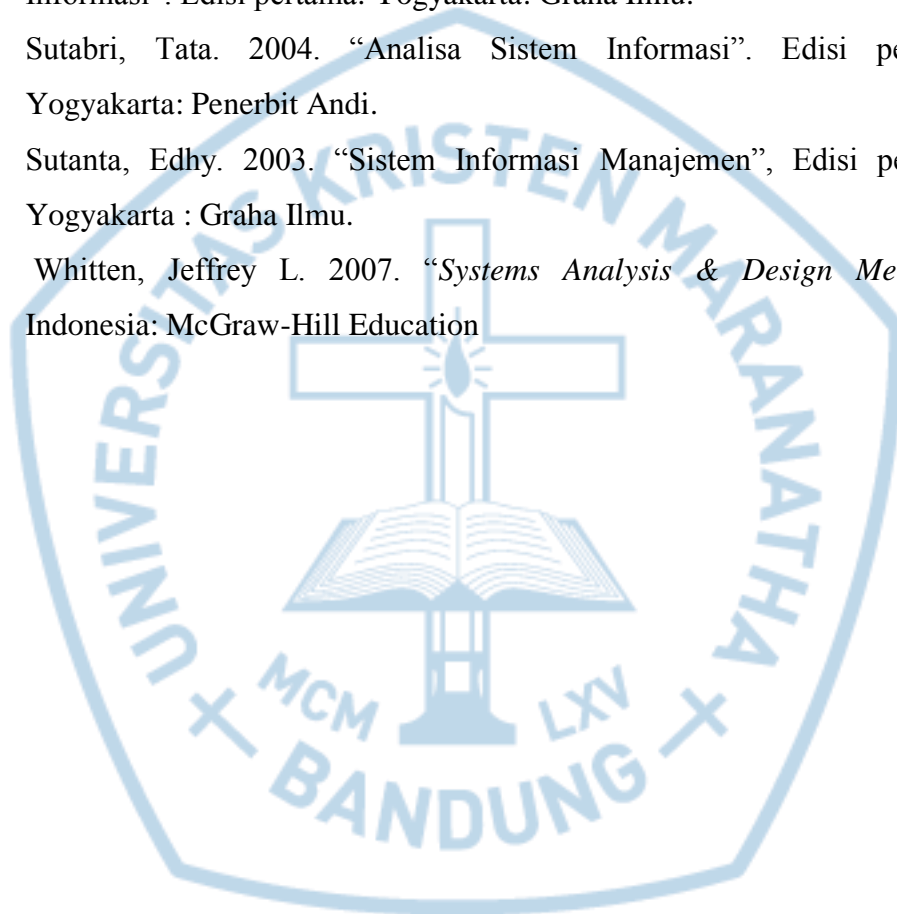 Informasi”. Edisi pertama. Yogyakarta: Graha Ilmu.
Sutabri, Tata. 2004. “Analisa Sistem Informasi”. Edisi pe
Yogyakarta: Penerbit Andi.
Sutanta, Edhy. 2003. “Sistem Informasi Manajemen”, Edisi pe
Yogyakarta : Graha Ilmu.
Whitten, Jeffrey L. 2007. “Systems Analysis & Design Me
Indonesia: McGraw-Hill Education
UNIVERSITAS KRISTEN MARANATHA
MCM LXV
BANDUNG